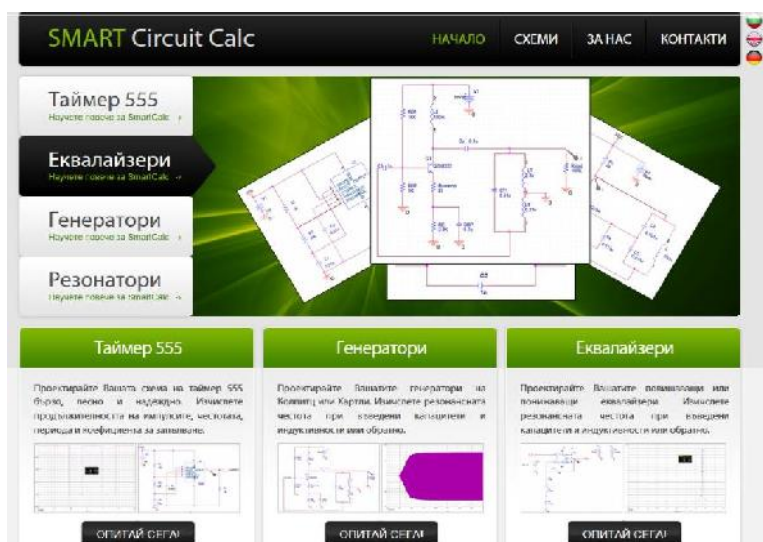 SMART Circuit Calc
НАЧАЛО СХЕМИ ЗА НАС КОНТАКТИ
Таймер 555
Научете повече за SmartCalc
Еквалайзери
Научете повече за SmartCalc
Генератори
Научете повече за SmartCalc
Резонатори
Научете повече за SmartCalc
Таймер 555
Проектирайте Вашата схема на таймер 555
бързо, лесно и надеждно. Изчислете
продължителността на импулсите, честотата,
периода и коефициента за запълване.
ОПИТАЙ СЕГА!
Генератори
Проектирайте Вашите генератори на
Колпитц или Хартли. Изчислете резонансната
честота при въведени капацитети и
индуктивности или обратно.
ОПИТАЙ СЕГА!
Еквалайзери
Проектирайте Вашите повишаващи или
понижаващи еквалайзери. Изчислете
резонансната честота при въведени
капацитети и индуктивности или обратно.
ОПИТАЙ СЕГА!